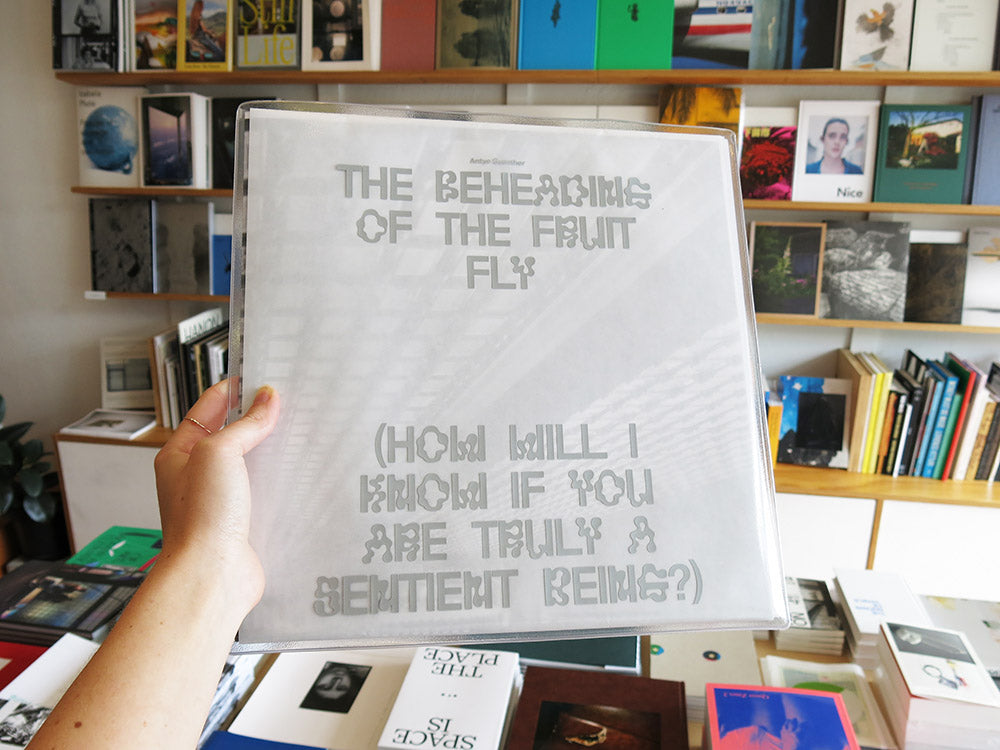 Still
Life
Nice
HANON
Antye Guenther
THE BEHEADING
OF THE FRUIT
FLY
(HOW WILL I
KNOW IF YOU
ARE TRULY A
SENTIENT BEING?)
THE
PLACE
IS
SPACE